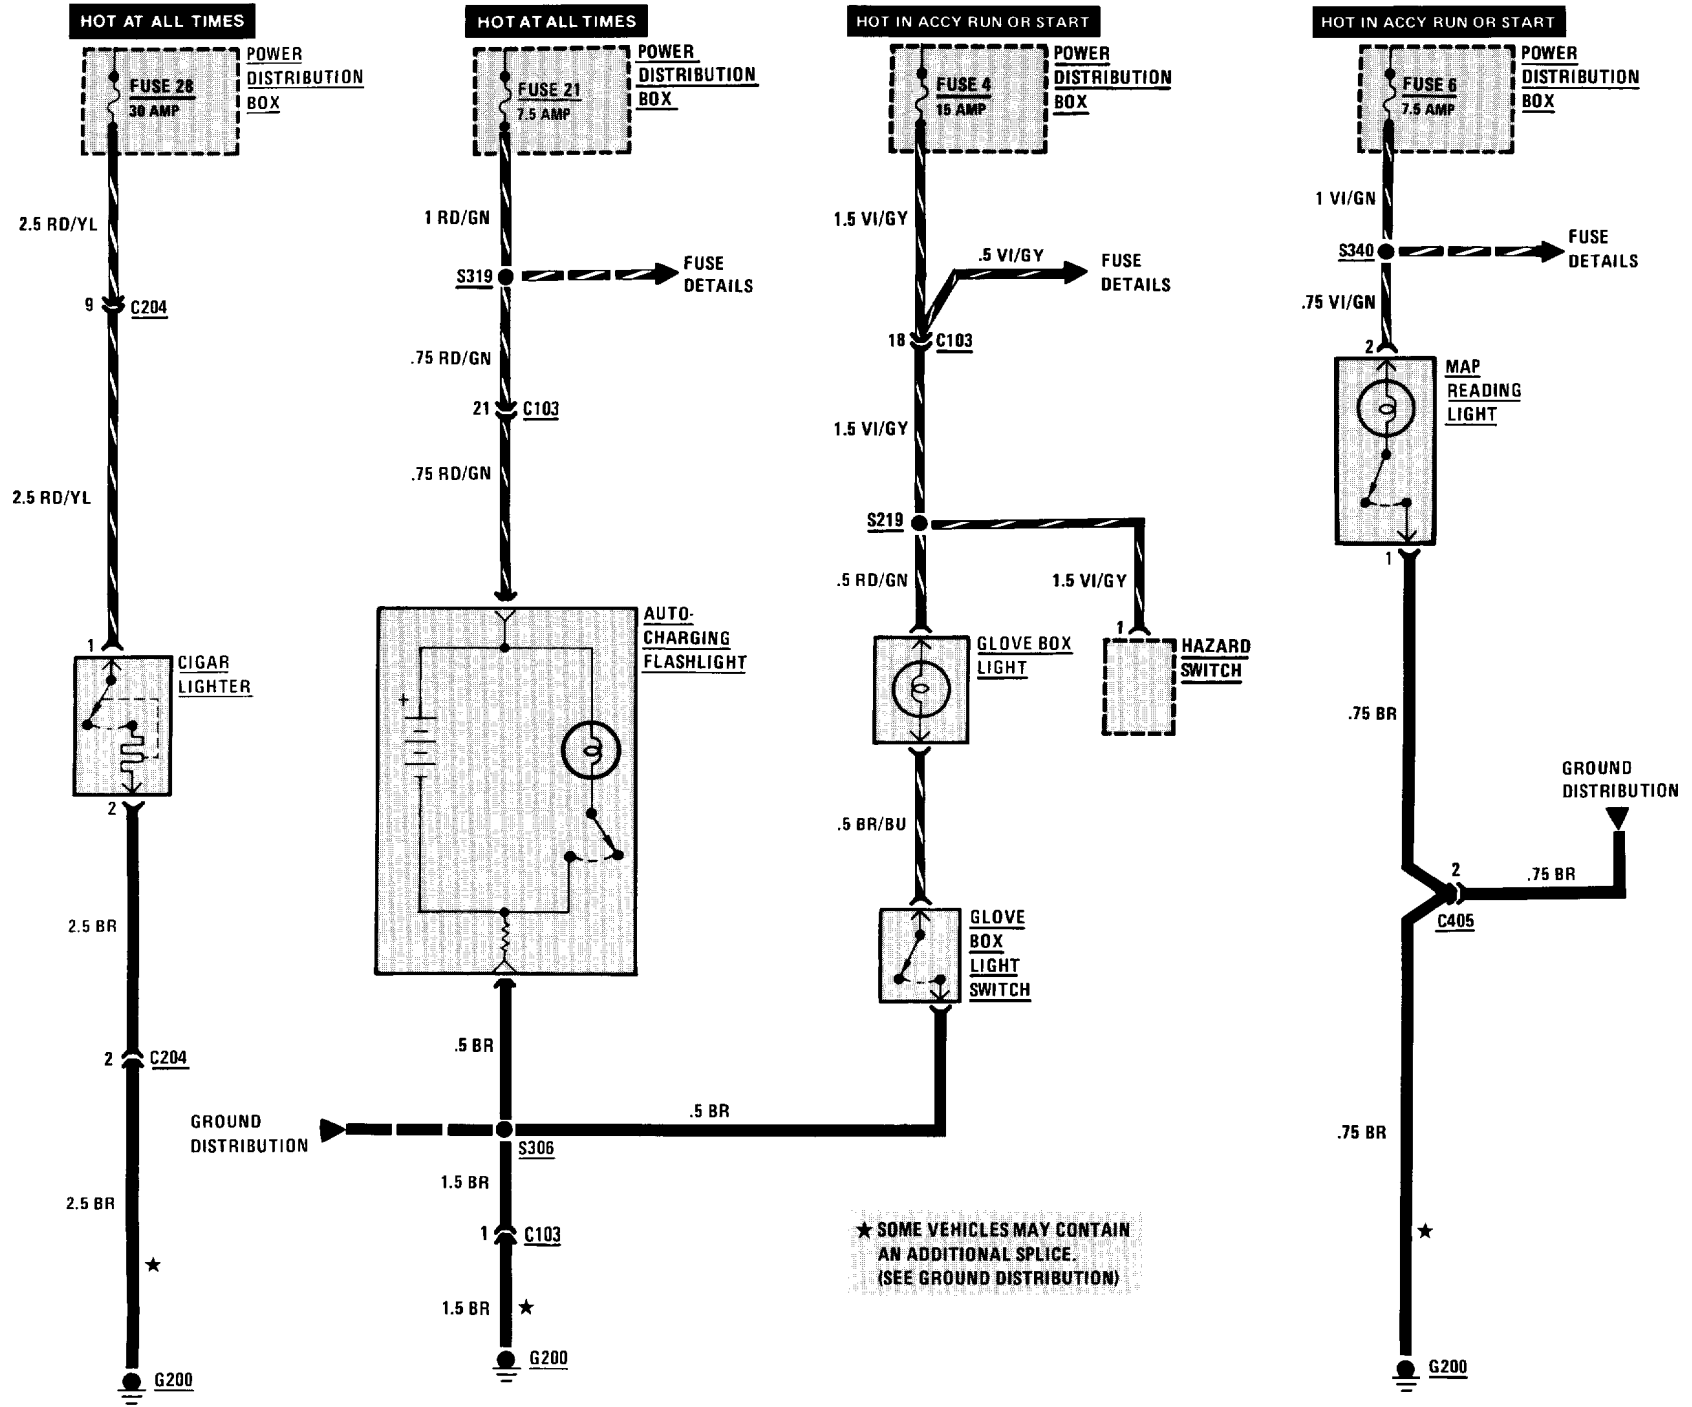 HOT AT ALL TIMES
POWER
DISTRIBUTION
BOX
FUSE 28
30 AMP
2.5 RD/YL
9
C204
2.5 RD/YL
1
CIGAR
LIGHTER
2
2.5 BR
2
C204
2.5 BR
★
G200
HOT AT ALL TIMES
POWER
DISTRIBUTION
BOX
FUSE 21
7.5 AMP
1 RD/GN
S319
FUSE
DETAILS
.75 RD/GN
21
C103
.75 RD/GN
AUTO-
CHARGING
FLASHLIGHT
+
.5 BR
GROUND
DISTRIBUTION
S306
.5 BR
1.5 BR
1
C103
1.5 BR
★
G200
HOT IN ACCY RUN OR START
POWER
DISTRIBUTION
BOX
FUSE 4
15 AMP
1.5 VI/GY
.5 VI/GY
FUSE
DETAILS
18
C103
1.5 VI/GY
S219
.5 RD/GN
1.5 VI/GY
1
GLOVE BOX
LIGHT
HAZARD
SWITCH
.5 BR/BU
GLOVE
BOX
LIGHT
SWITCH
★ SOME VEHICLES MAY CONTAIN
AN ADDITIONAL SPLICE.
(SEE GROUND DISTRIBUTION)
HOT IN ACCY RUN OR START
POWER
DISTRIBUTION
BOX
FUSE 6
7.5 AMP
1 VI/GN
S340
FUSE
DETAILS
.75 VI/GN
2
MAP
READING
LIGHT
1
.75 BR
GROUND
DISTRIBUTION
2
.75 BR
C405
.75 BR
★
G200